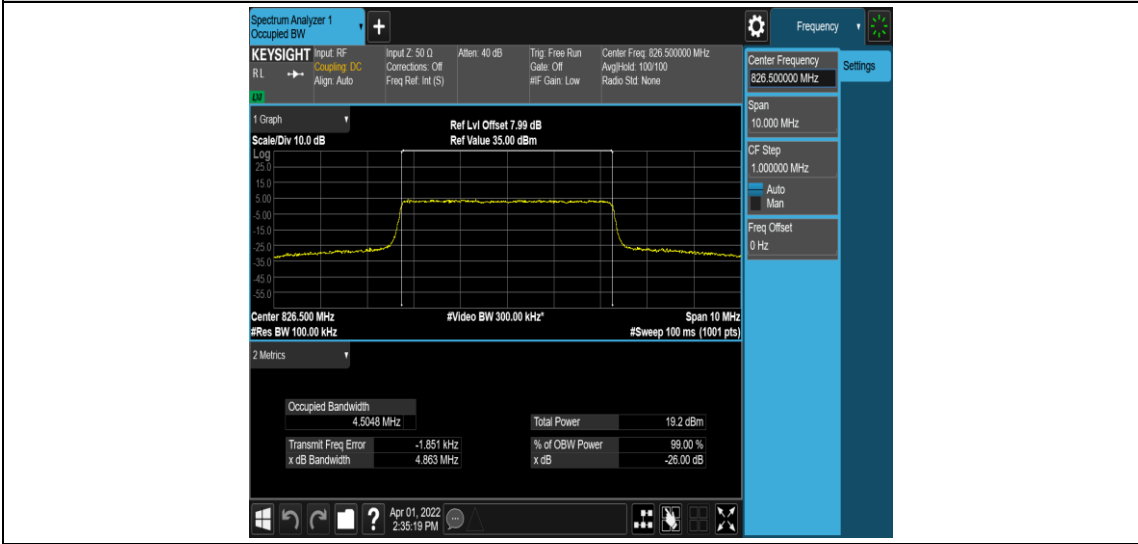 Spectrum Analyzer 1
Occupied BW
+
Frequency
KEYSIGHT
RL
LXI
Input: RF
Coupling: DC
Align: Auto
Input Z: 50 Ω
Corrections: Off
Freq Ref: Int (S)
Atten: 40 dB
Trig: Free Run
Gate: Off
#IF Gain: Low
Center Freq: 826.500000 MHz
Avg|Hold: 100/100
Radio Std: None
Center Frequency
826.500000 MHz
Settings
Span
10.000 MHz
CF Step
1.000000 MHz
Auto
Man
Freq Offset
0 Hz
1 Graph
Ref Lvl Offset 7.99 dB
Scale/Div 10.0 dB
Ref Value 35.00 dBm
Log
25.0
15.0
5.00
-5.00
-15.0
-25.0
-35.0
-45.0
-55.0
Center 826.500 MHz
#Video BW 300.00 kHz*
Span 10 MHz
#Res BW 100.00 kHz
#Sweep 100 ms (1001 pts)
2 Metrics
Occupied Bandwidth
4.5048 MHz
Total Power 19.2 dBm
Transmit Freq Error -1.851 kHz
% of OBW Power 99.00 %
x dB Bandwidth 4.863 MHz
x dB -26.00 dB
?
Apr 01, 2022
2:35:19 PM